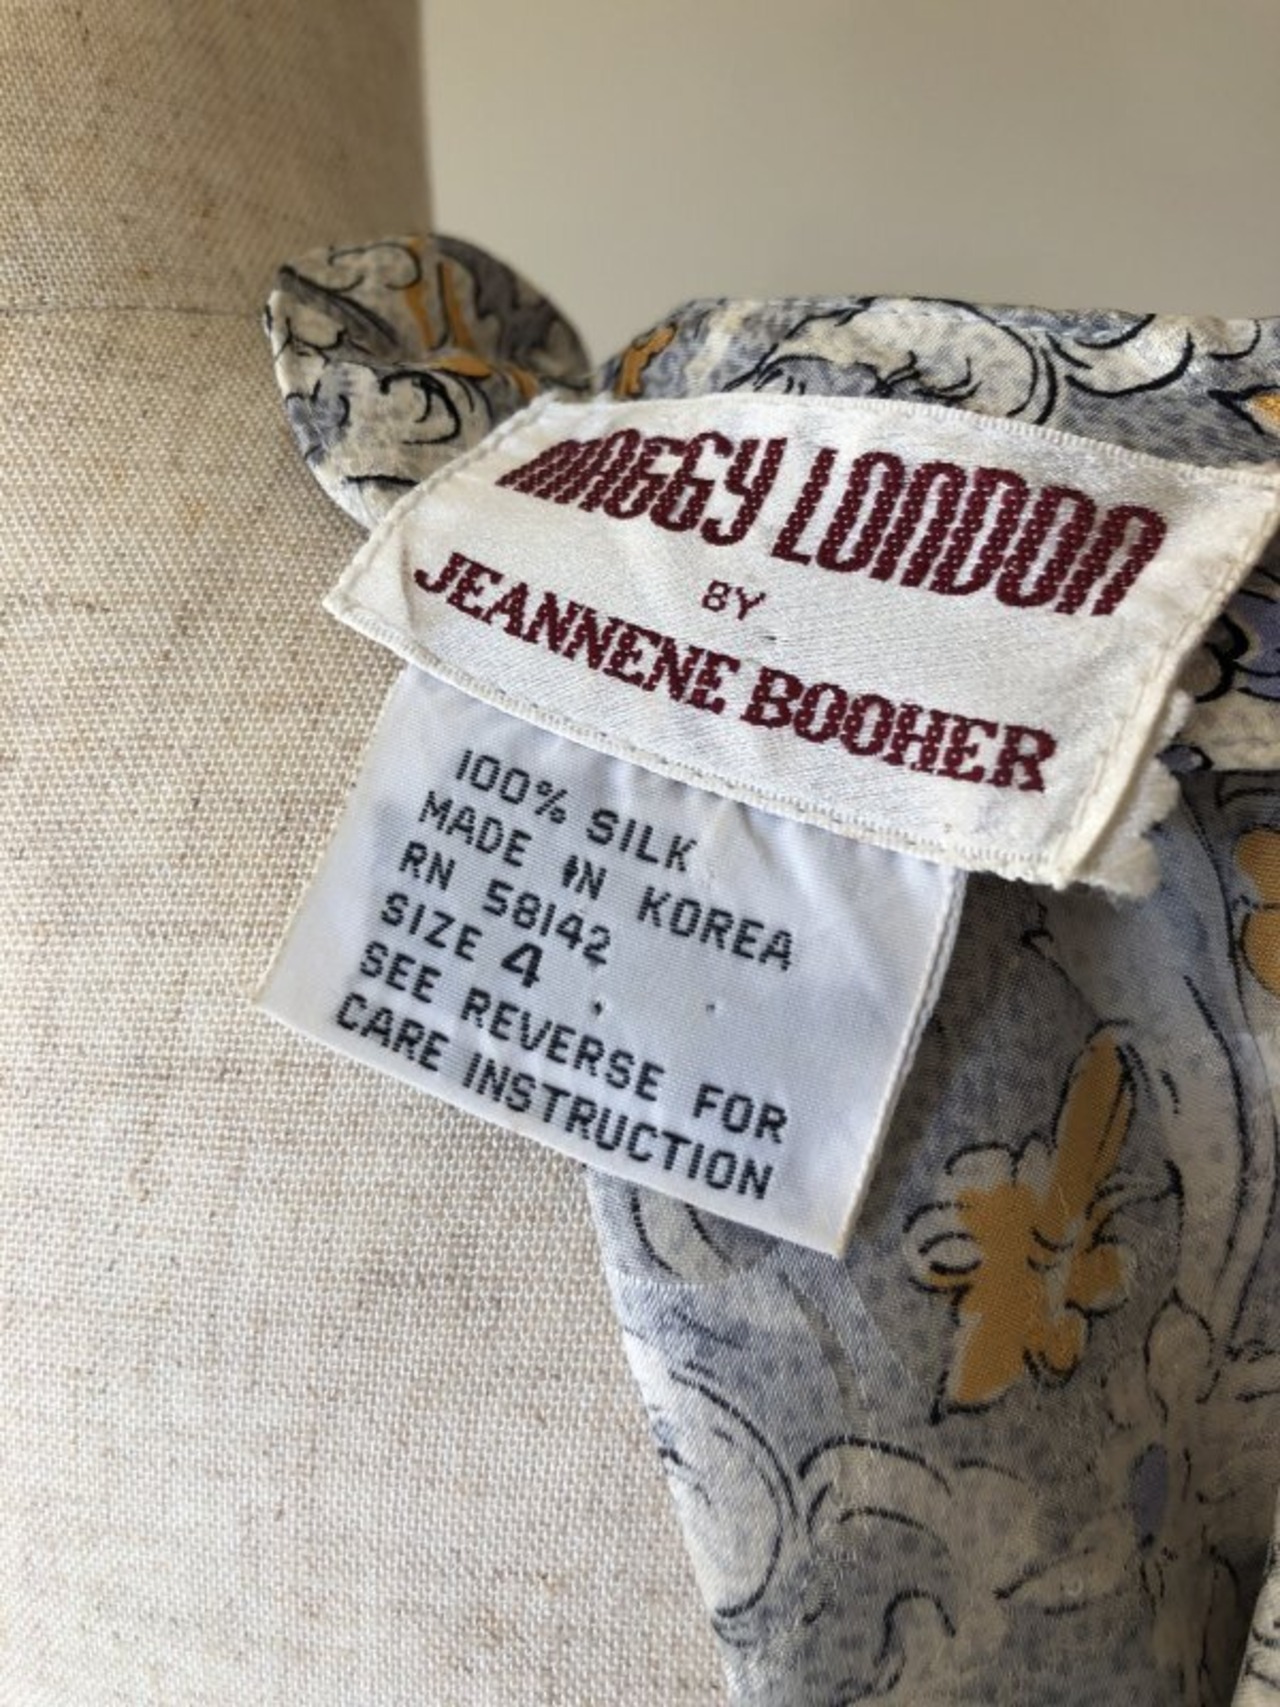 MAGGY LONDON
BY
JEANNENE BOOHER
100% SILK
MADE IN KOREA
RN 58142
SIZE 4
SEE REVERSE FOR
CARE INSTRUCTION